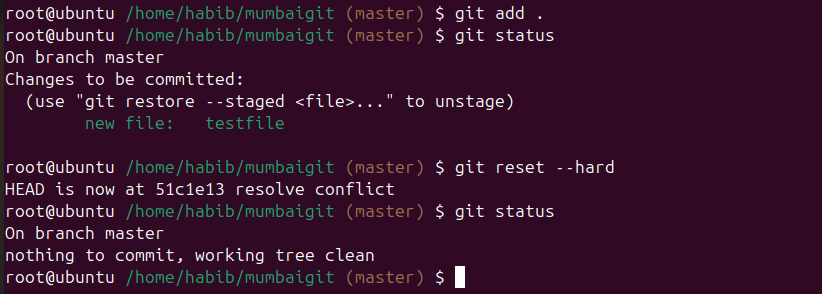 root@ubuntu /home/habib/mumbaigit (master) $ git add .
root@ubuntu /home/habib/mumbaigit (master) $ git status
On branch master
Changes to be committed:
  (use "git restore --staged <file>..." to unstage)
        new file:   testfile

root@ubuntu /home/habib/mumbaigit (master) $ git reset --hard
HEAD is now at 51c1e13 resolve conflict
root@ubuntu /home/habib/mumbaigit (master) $ git status
On branch master
nothing to commit, working tree clean
root@ubuntu /home/habib/mumbaigit (master) $